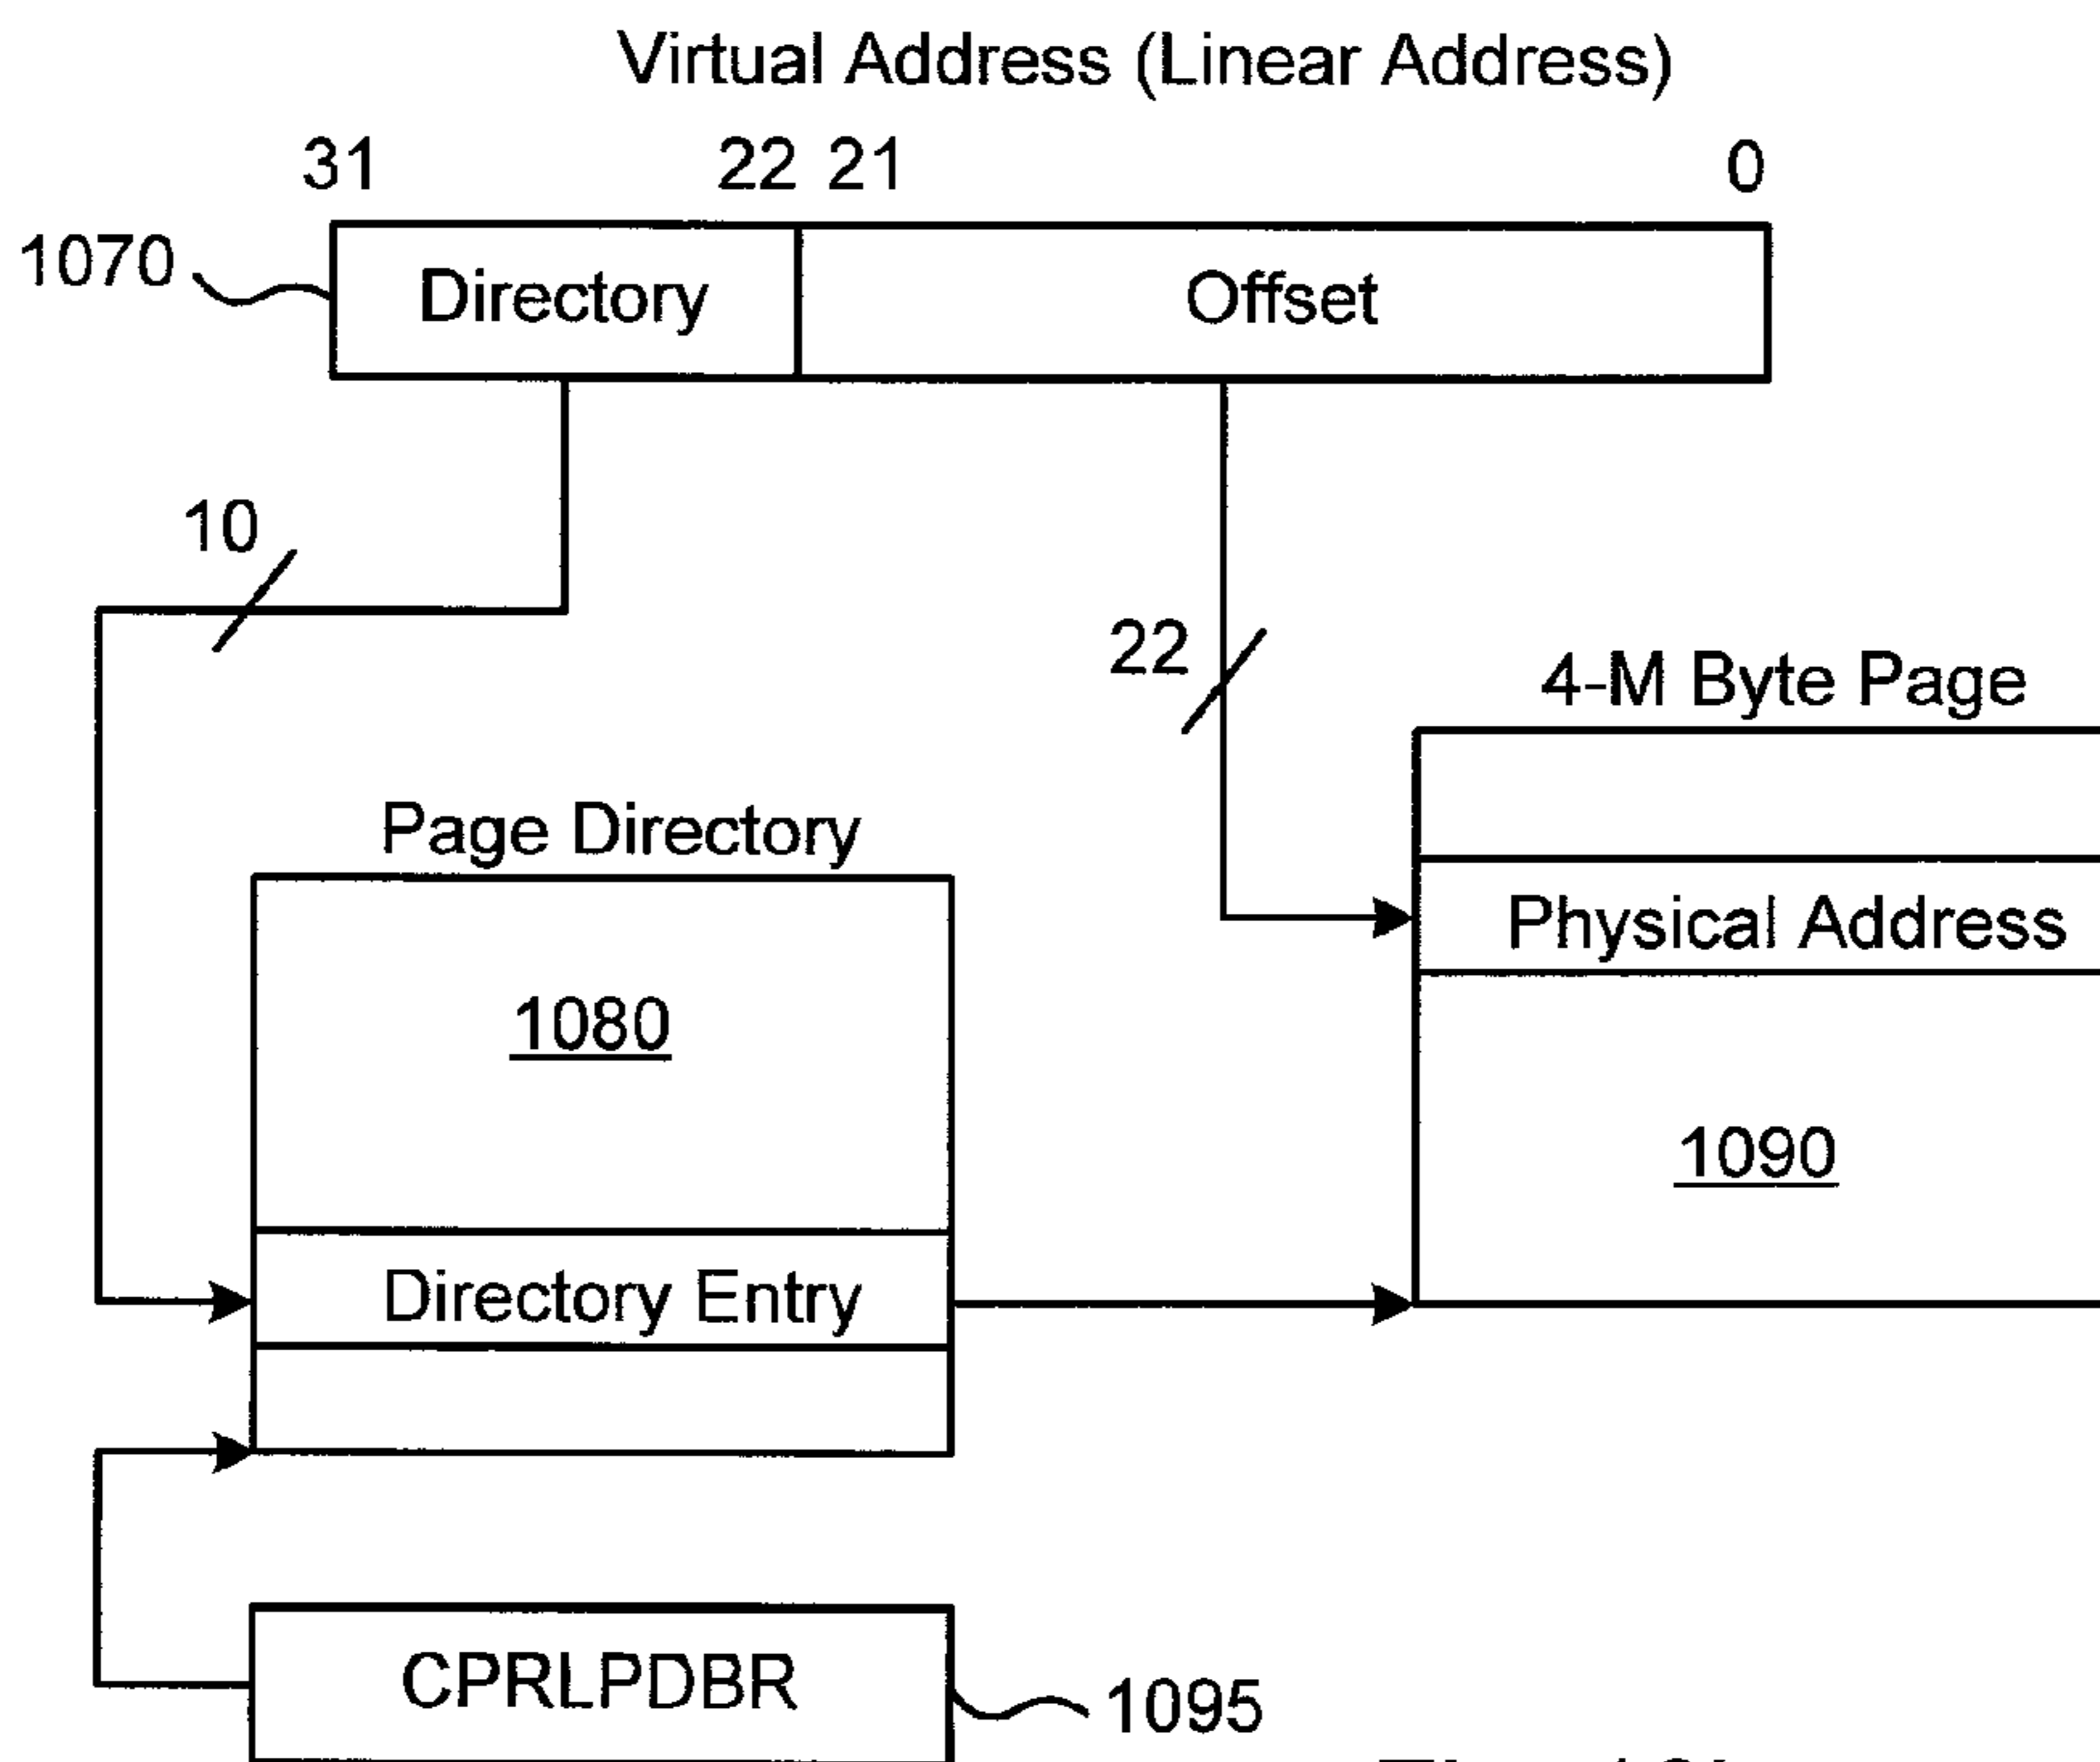 Virtual Address (Linear Address)
31 22 21 0
1070
Directory
Offset
10
22
4-M Byte Page
Page Directory
Physical Address
1080
1090
Directory Entry
CPRLPDBR
1095